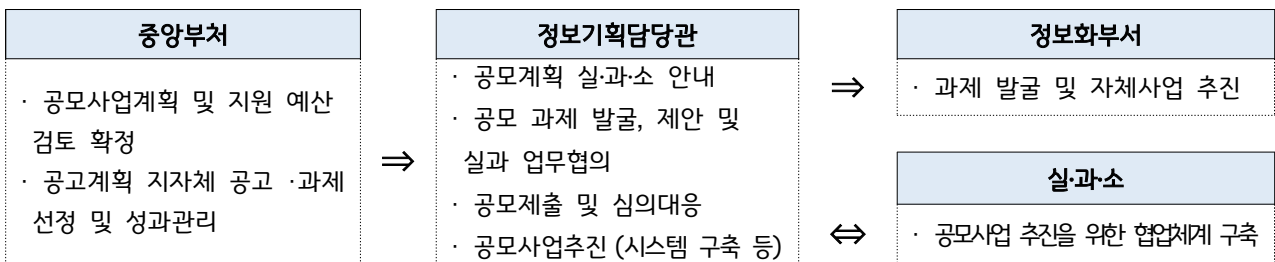 중앙부처
· 공모사업계획 및 지원 예산
검토 확정
· 공고계획 지자체 공고 ·과제
선정 및 성과관리
⇒
정보기획담당관
· 공모계획 실·과·소 안내
· 공모 과제 발굴, 제안 및
실과 업무협의
· 공모제출 및 심의대응
· 공모사업추진 (시스템 구축 등)
⇒
정보화부서
· 과제 발굴 및 자체사업 추진
⇔
실·과·소
· 공모사업 추진을 위한 협업체계 구축